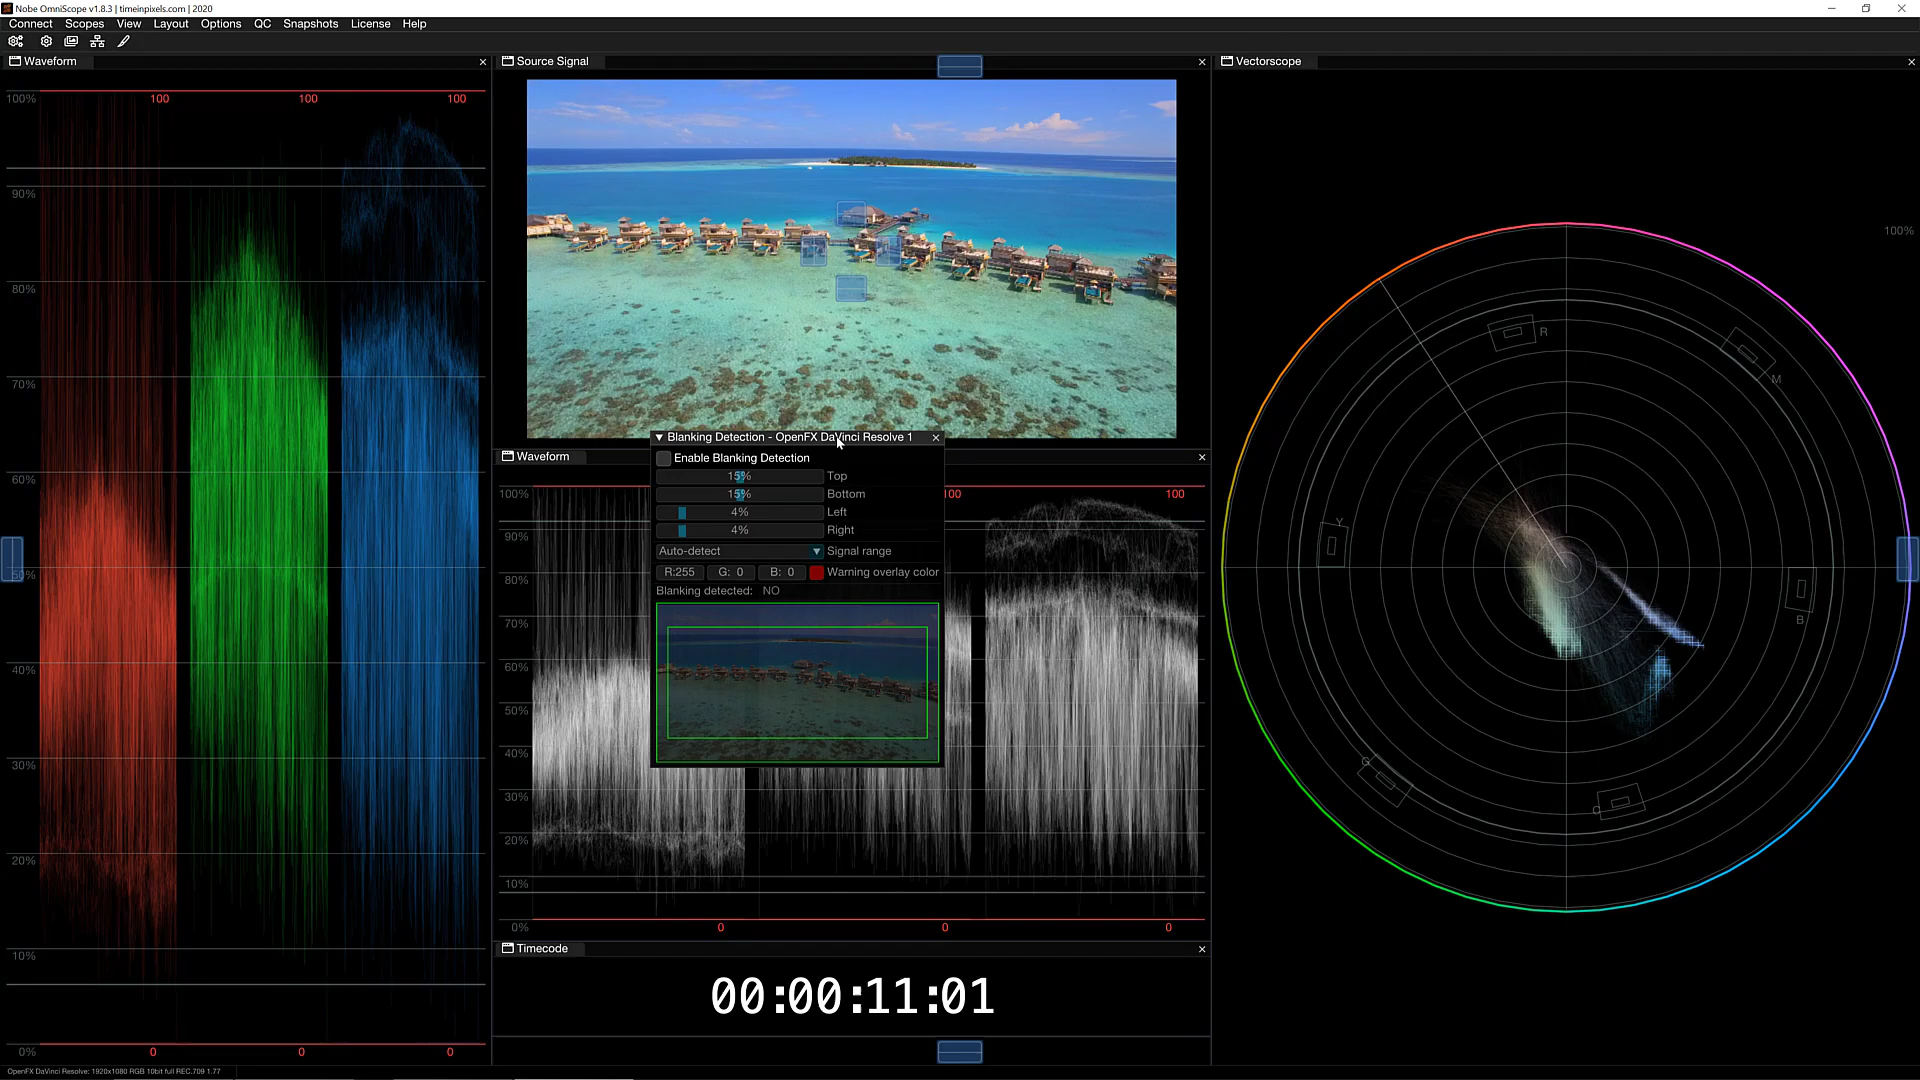 Nobe OmniScope v1.8.3 | timeinpixels.com | 2020
Connect Scopes View Layout Options QC Snapshots License Help
Waveform
100%
100 100 100
90%
80%
70%
60%
50%
40%
30%
20%
10%
0%
0 0 0
Source Signal
Blanking Detection - OpenFX DaVinci Resolve 1
Enable Blanking Detection
15% Top
15% Bottom
4% Left
4% Right
Auto-detect Signal range
R:255 G: 0 B: 0 Warning overlay color
Blanking detected: NO
Waveform
100%
100 100
90%
80%
70%
60%
50%
40%
30%
20%
10%
0%
0 0 0
Timecode
00:00:11:01
Vectorscope
100%
R
M
Y
B
G
C
OpenFX DaVinci Resolve: 1920x1080 RGB 10bit full REC.709 1.77